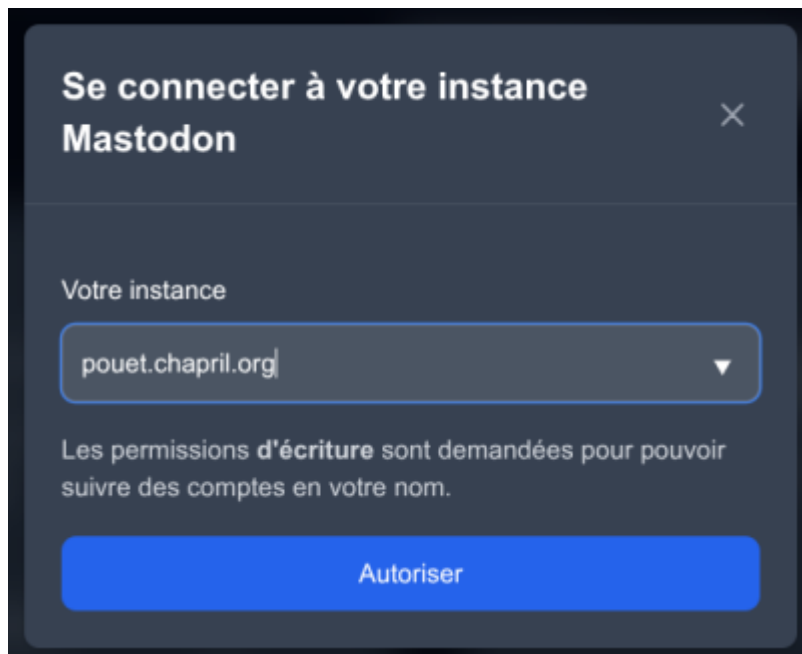 Se connecter à votre instance
Mastodon
Votre instance
pouet.chapril.org
Les permissions d'écriture sont demandées pour pouvoir
suivre des comptes en votre nom.
Autoriser